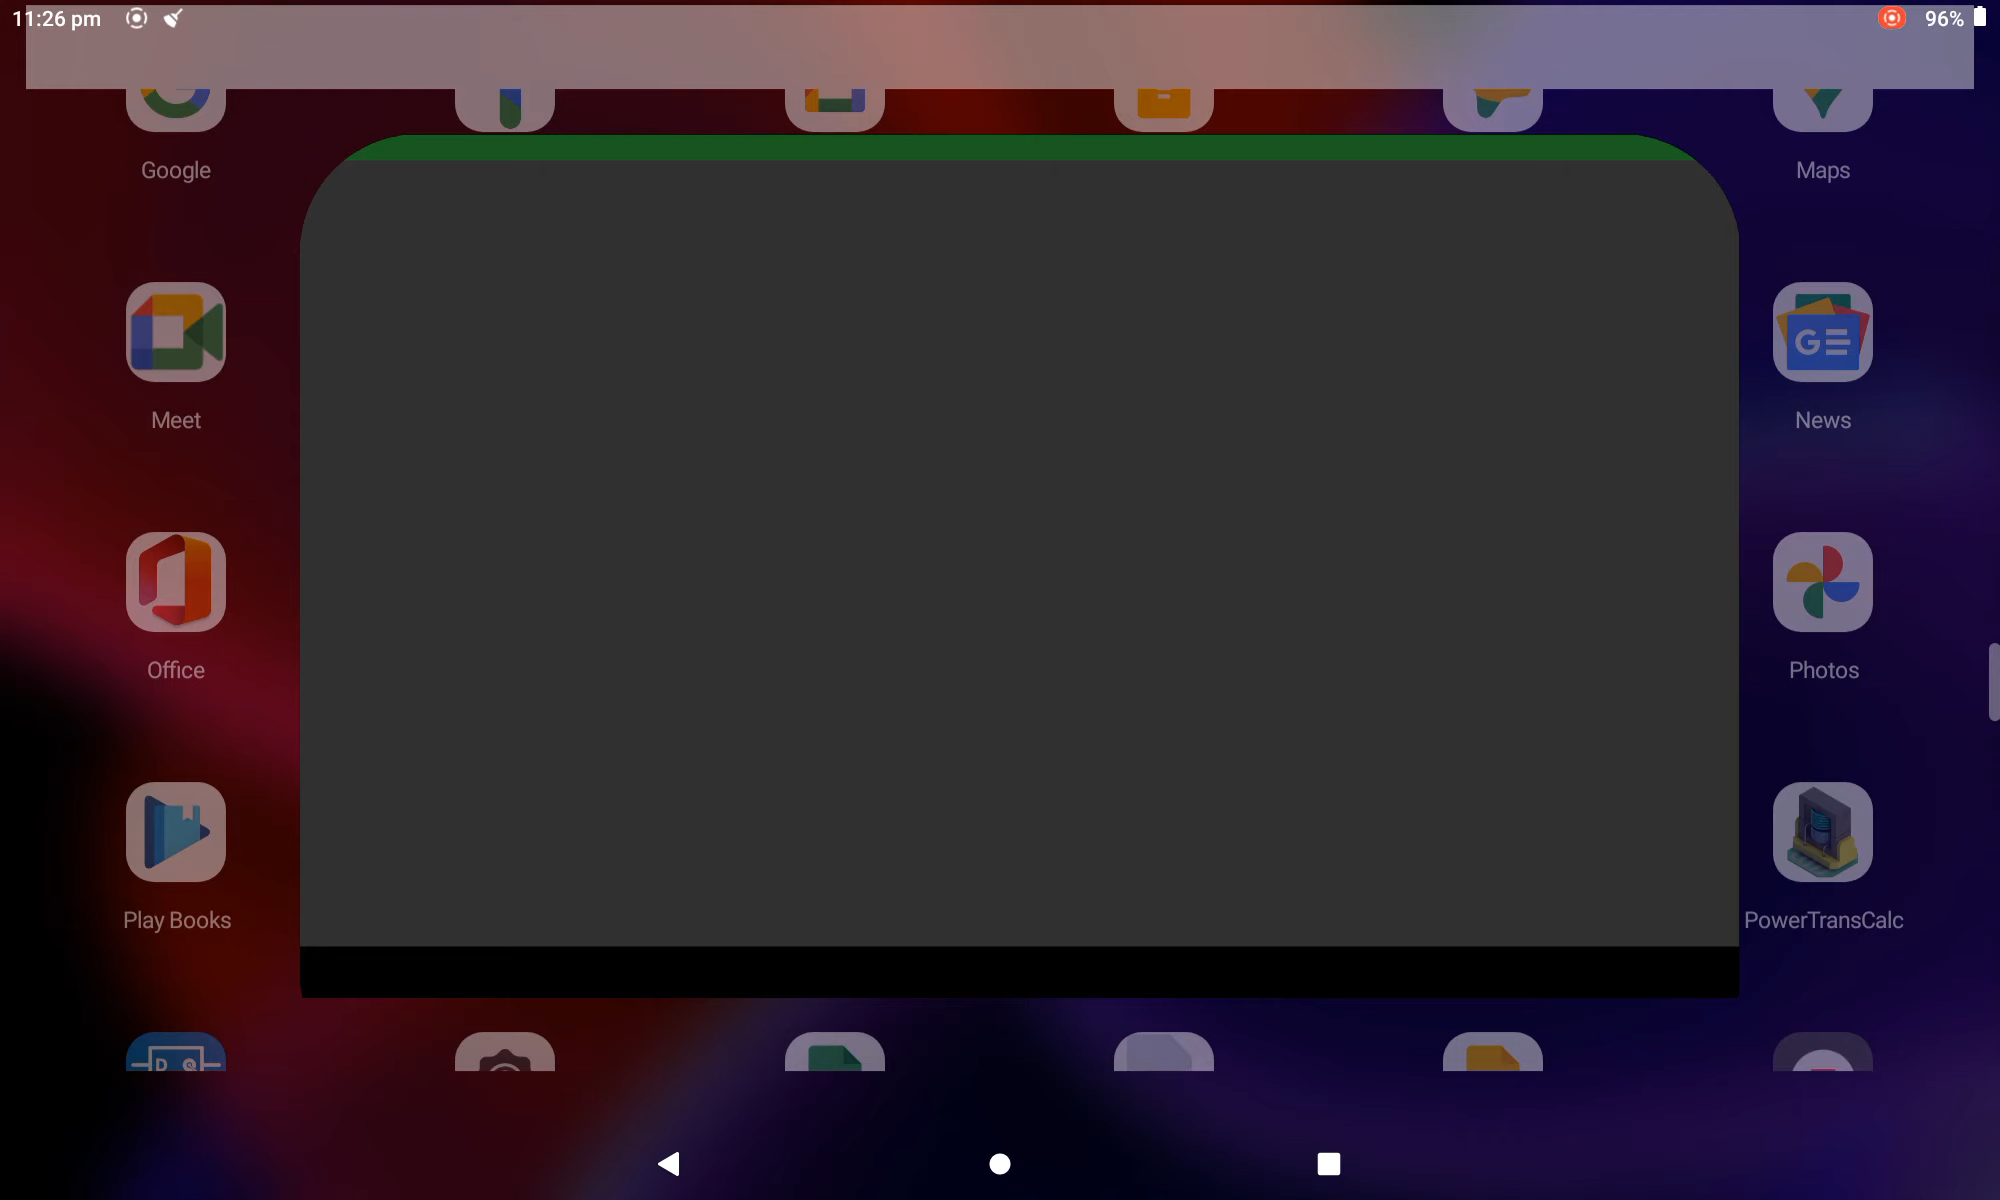 11:26 pm 96%
Google Maps
Meet G News
Office Photos
Play Books PowerTransCalc
D S